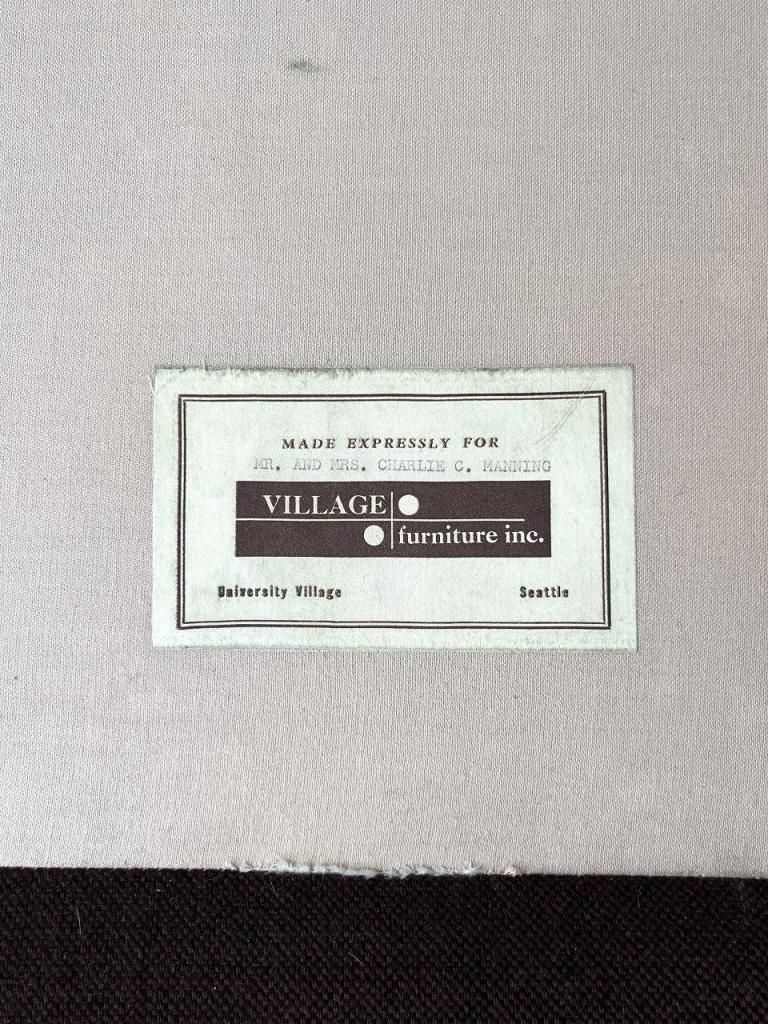 MADE EXPRESSLY FOR
MR. AND MRS. CHARLIE C. MANNING
VILLAGE
furniture inc.
University Village Seattle